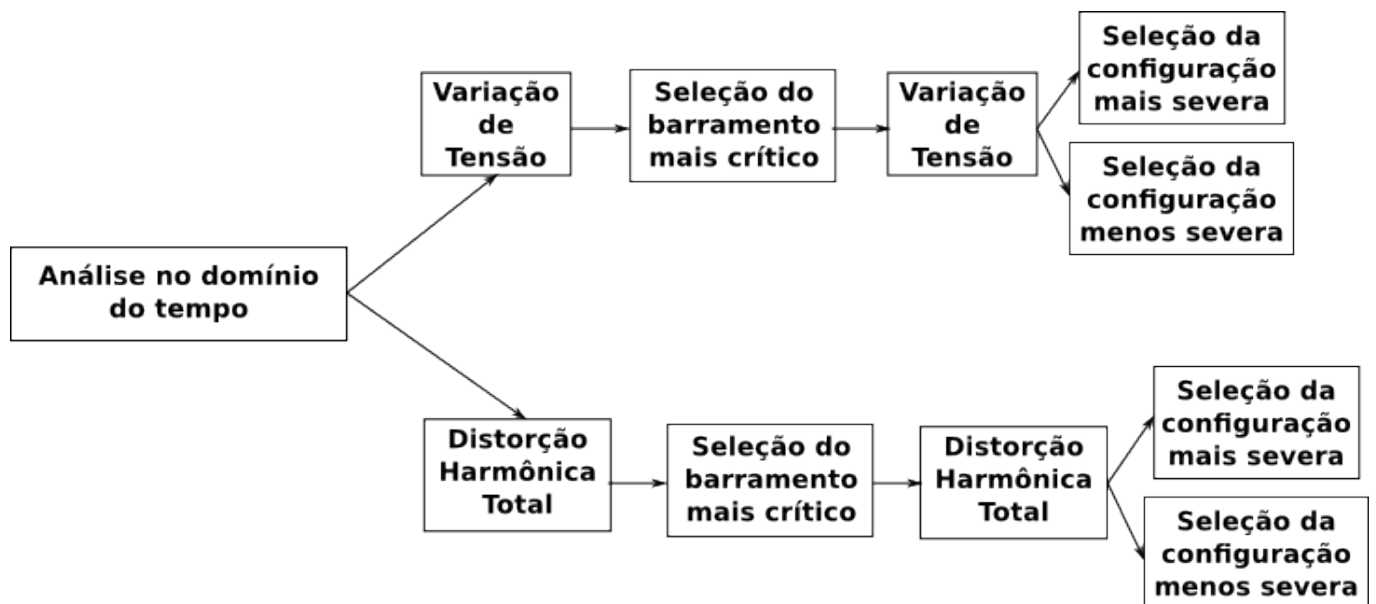 Análise no domínio
do tempo
Variação
de
Tensão
Seleção do
barramento
mais crítico
Variação
de
Tensão
Seleção da
configuração
mais severa
Seleção da
configuração
menos severa
Distorção
Harmônica
Total
Seleção do
barramento
mais crítico
Distorção
Harmônica
Total
Seleção da
configuração
mais severa
Seleção da
configuração
menos severa